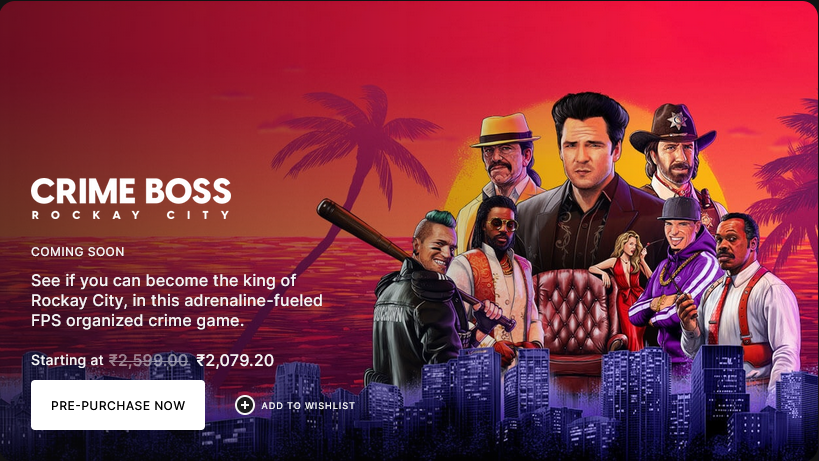 CRIME BOSS
ROCKAY CITY
COMING SOON
See if you can become the king of
Rockay City, in this adrenaline-fueled
FPS organized crime game.
Starting at ₹2,599.00 ₹2,079.20
PRE-PURCHASE NOW
ADD TO WISHLIST